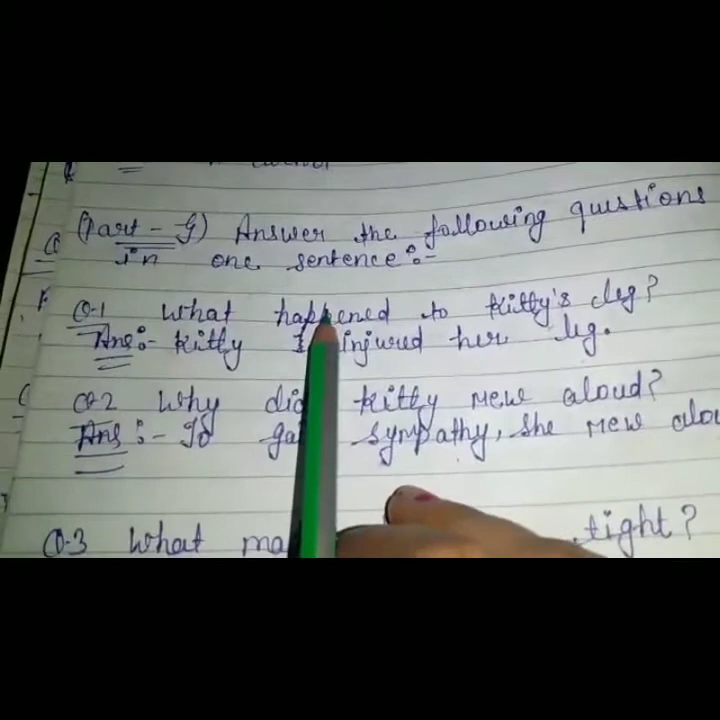 (Part - G) Answer the following questions
in one sentence:-
Q-1 What happened to Kitty's leg?
Ans:- Kitty injured her leg.
Q-2 Why did Kitty mew aloud?
Ans:- To sympathy, she mew
Q-3 What tight?